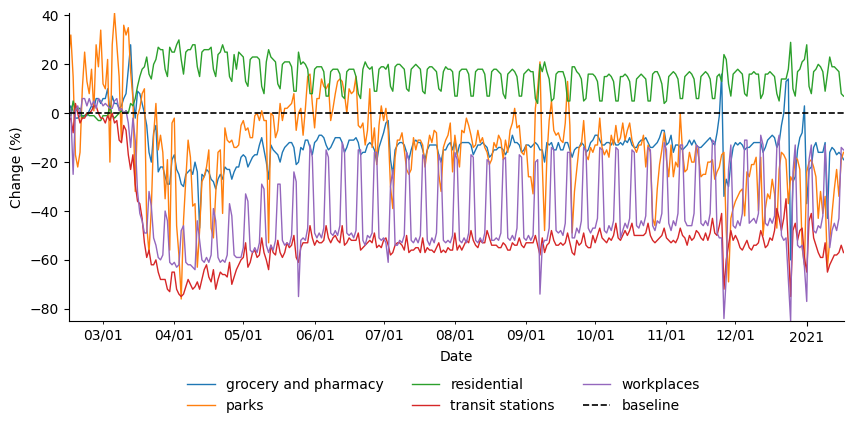 40
20
0
−20
−40
−60
−80
Change (%)
03/01 04/01 05/01 06/01 07/01 08/01 09/01 10/01 11/01 12/01 2021
Date
grocery and pharmacy residential workplaces
parks transit stations baseline